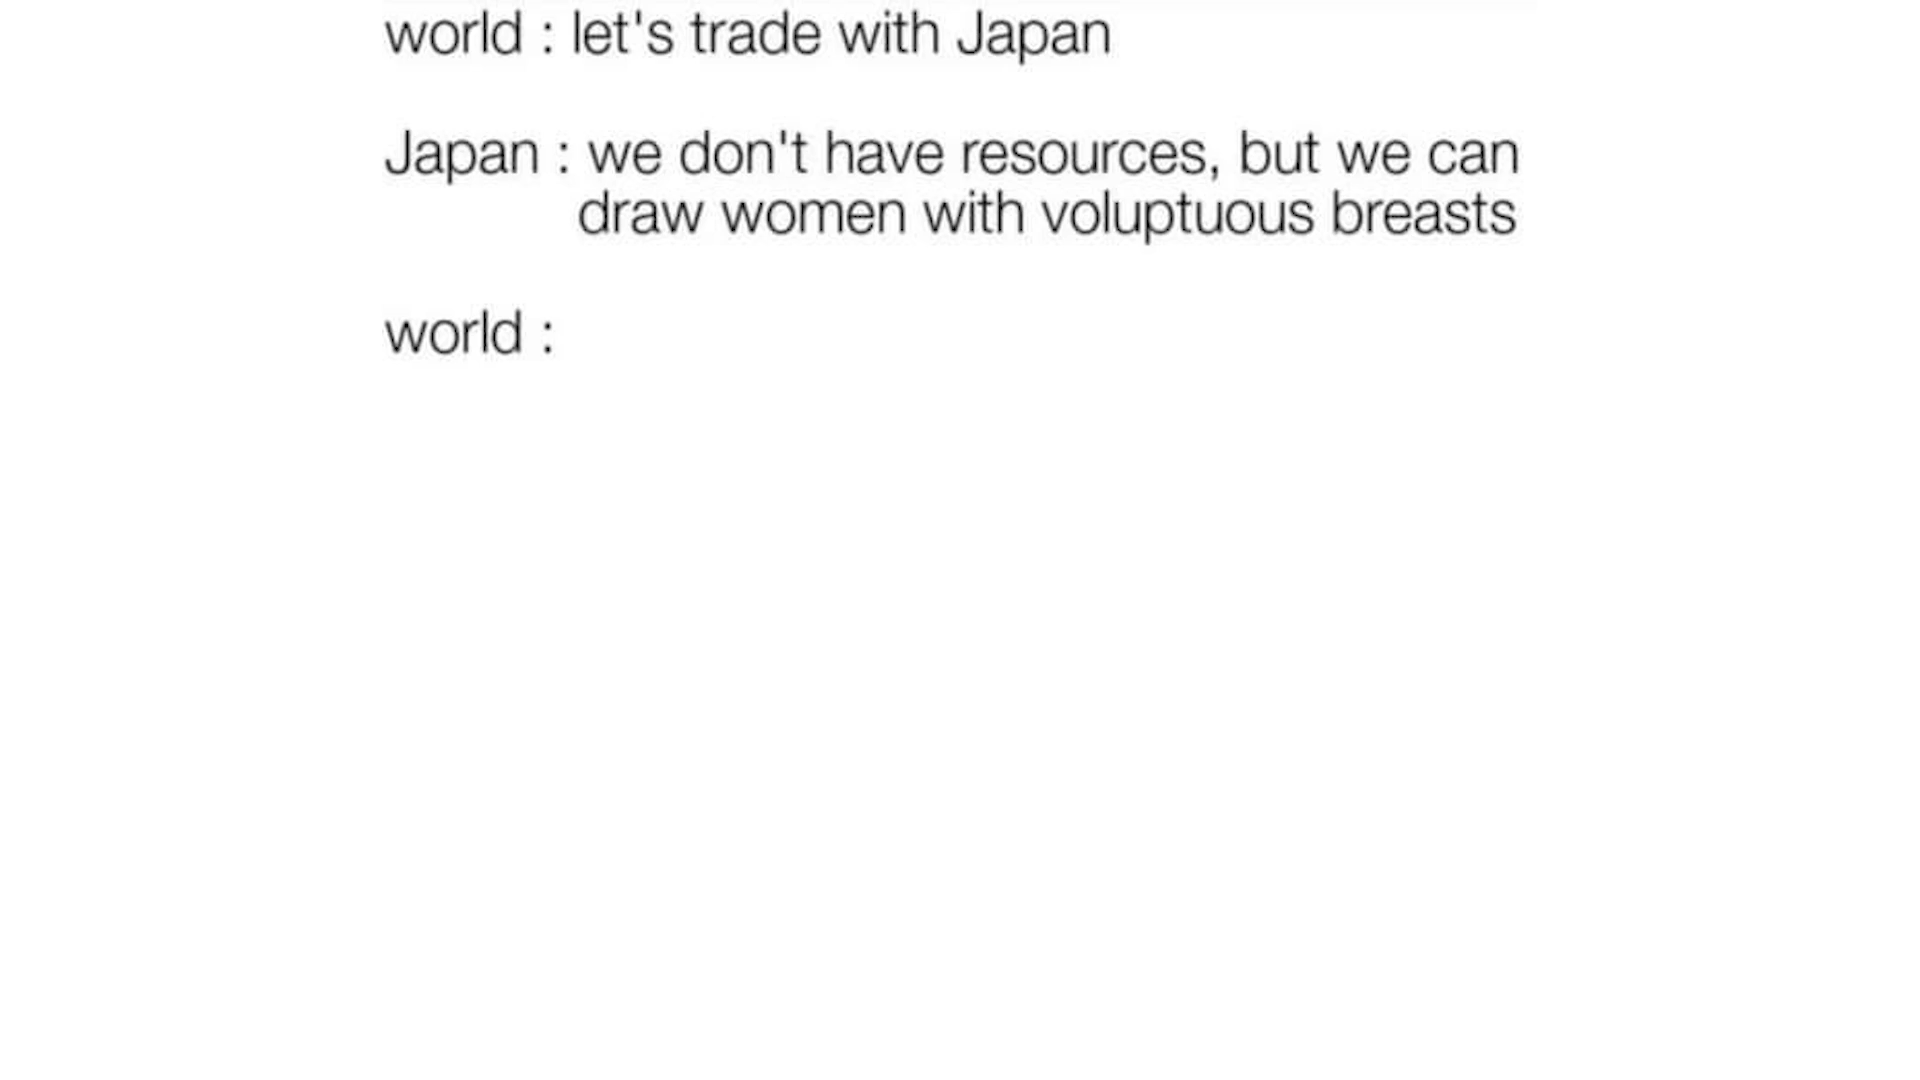 world : let's trade with Japan
Japan : we don't have resources, but we can
draw women with voluptuous breasts
world :